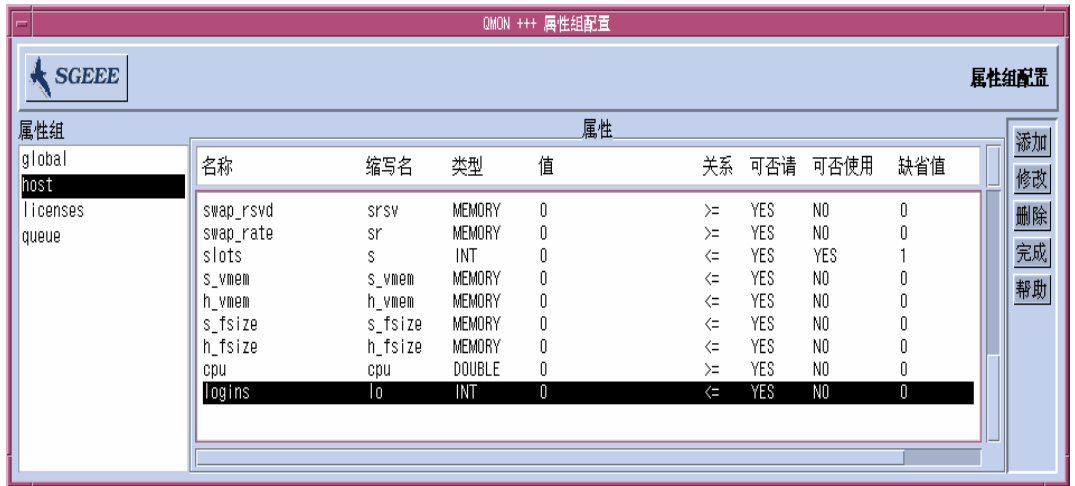 QMON +++ 属性组配置
SGEEE
属性组配置
属性组
global
host
licenses
queue
属性
名称 缩写名 类型 值 关系 可否请 可否使用 缺省值
swap_rsvd srsv MEMORY 0 >= YES NO 0
swap_rate sr MEMORY 0 >= YES NO 0
slots s INT 0 <= YES YES 1
s_vmem s_vmem MEMORY 0 <= YES NO 0
h_vmem h_vmem MEMORY 0 <= YES NO 0
s_fsize s_fsize MEMORY 0 <= YES NO 0
h_fsize h_fsize MEMORY 0 <= YES NO 0
cpu cpu DOUBLE 0 >= YES NO 0
logins lo INT 0 <= YES NO 0
添加
修改
删除
完成
帮助